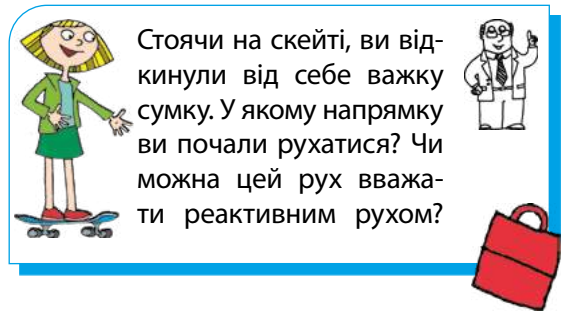 Стоячи на скейті, ви від-
кинули від себе важку
сумку. У якому напрямку
ви почали рухатися? Чи
можна цей рух вважа-
ти реактивним рухом?